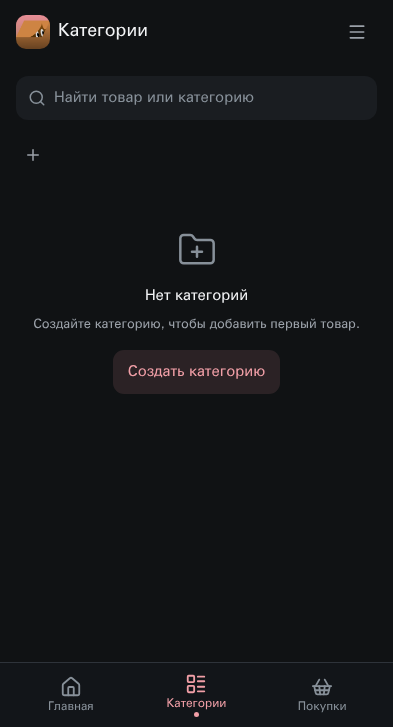 Категории
Найти товар или категорию
Нет категорий
Создайте категорию, чтобы добавить первый товар.
Создать категорию
Главная
Категории
Покупки